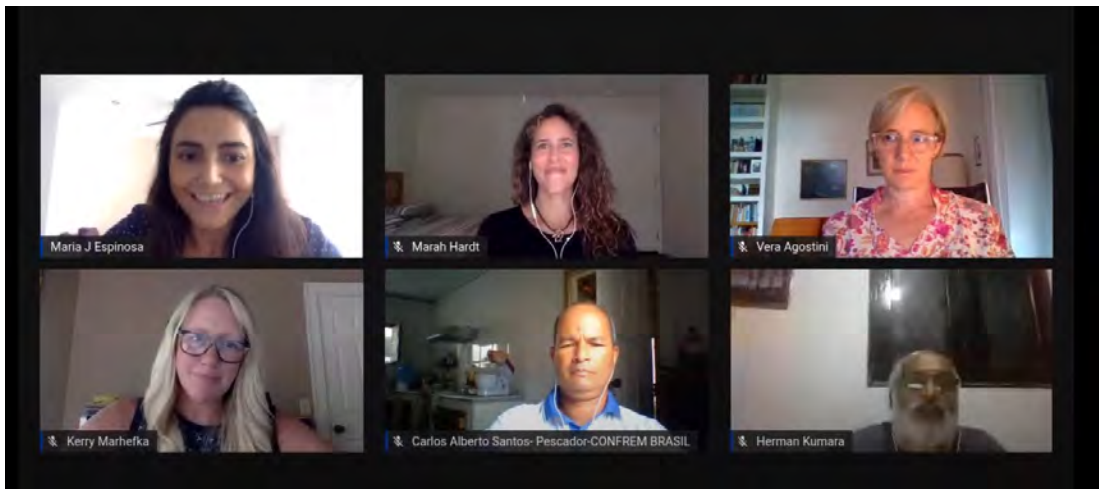 Maria J Espinosa
Marah Hardt
Vera Agostini
Kerry Marhefka
Carlos Alberto Santos- Pescador-CONFREM BRASIL
Herman Kumara